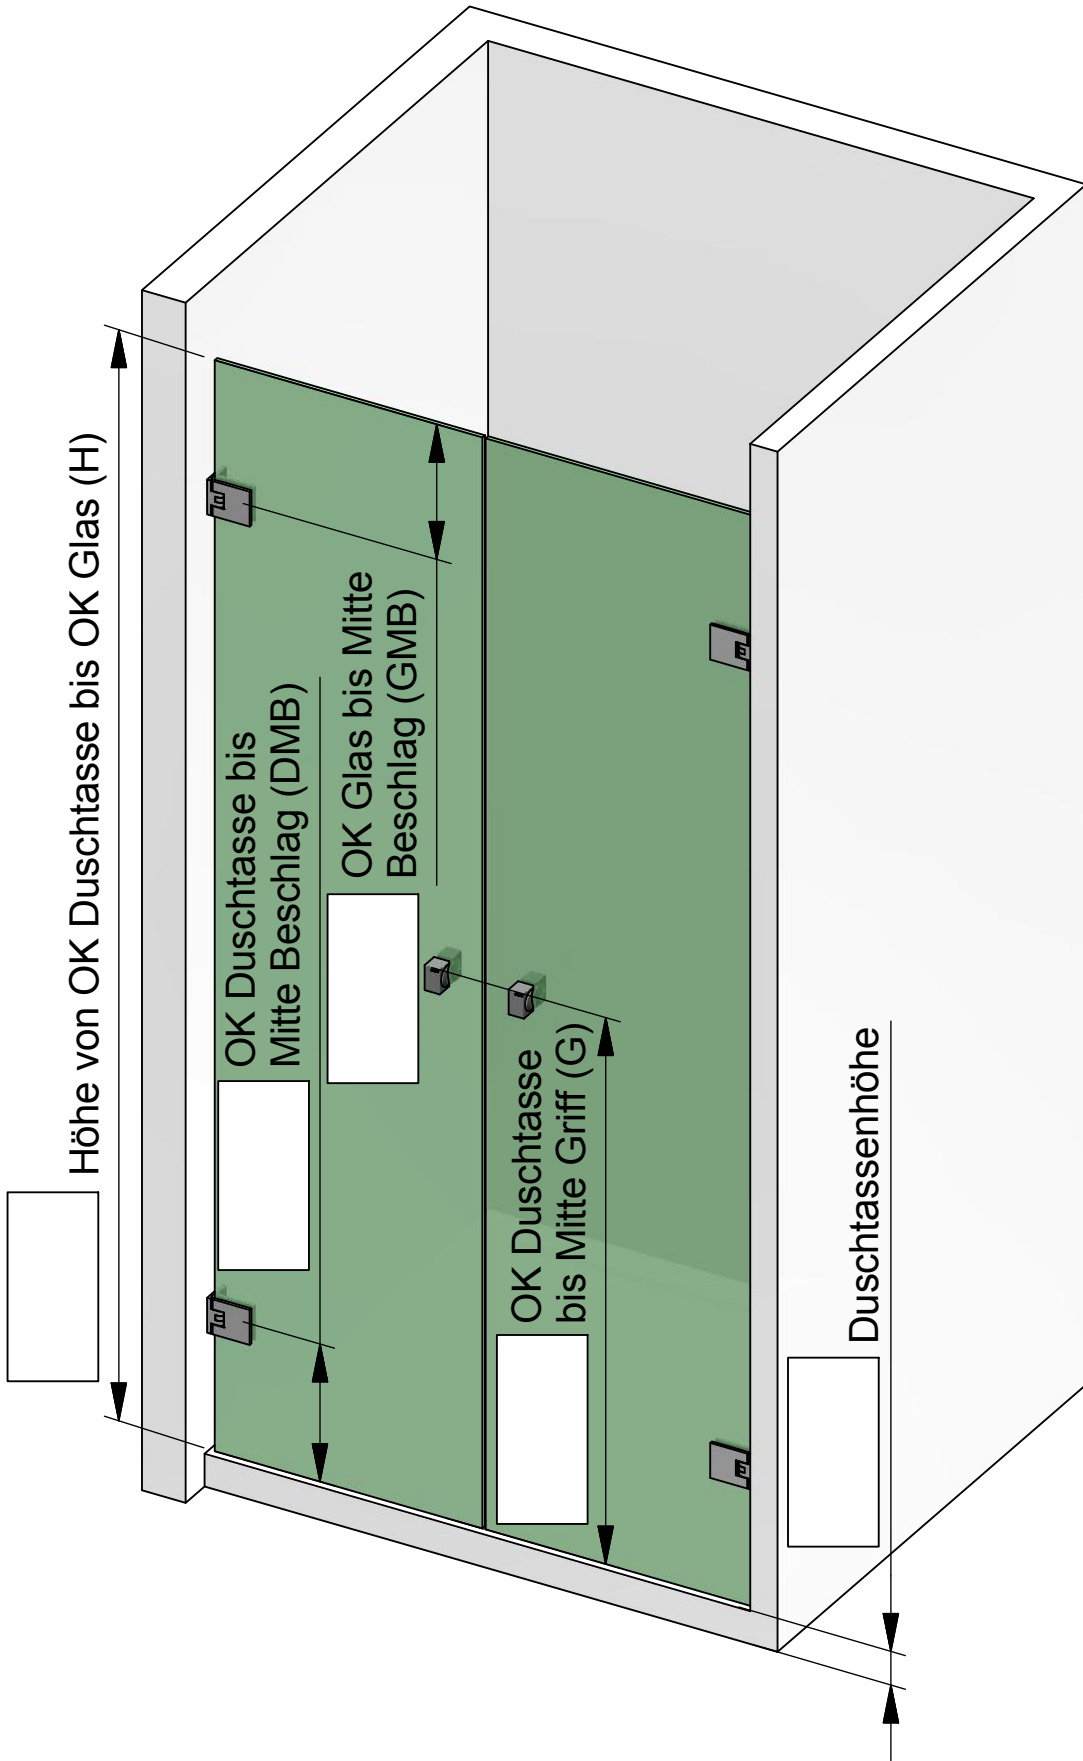 Höhe von OK Duschtasse bis OK Glas (H)
OK Duschtasse bis
Mitte Beschlag (DMB)
OK Glas bis Mitte
Beschlag (GMB)
OK Duschtasse
bis Mitte Griff (G)
Duschtassenhöhe